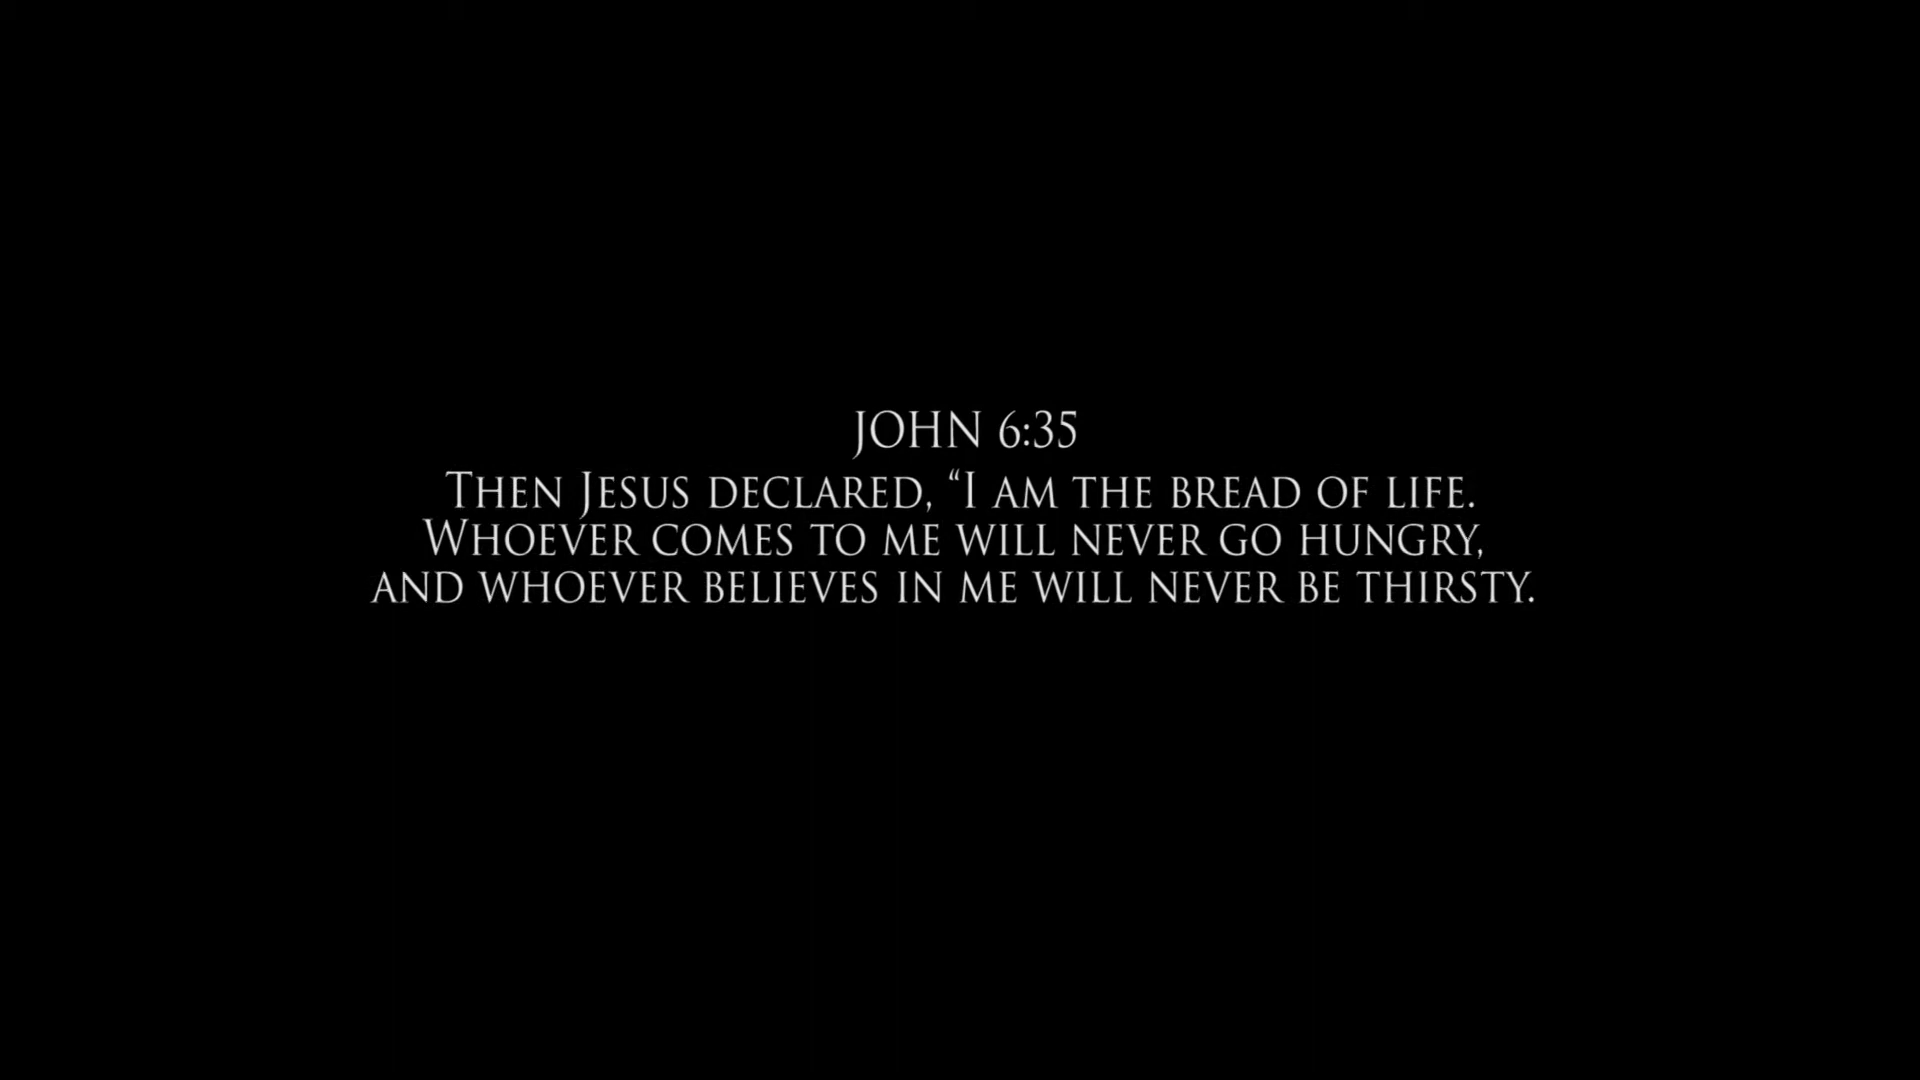 JOHN 6:35
Then Jesus declared, “I am the bread of life.
Whoever comes to me will never go hungry,
and whoever believes in me will never be thirsty.